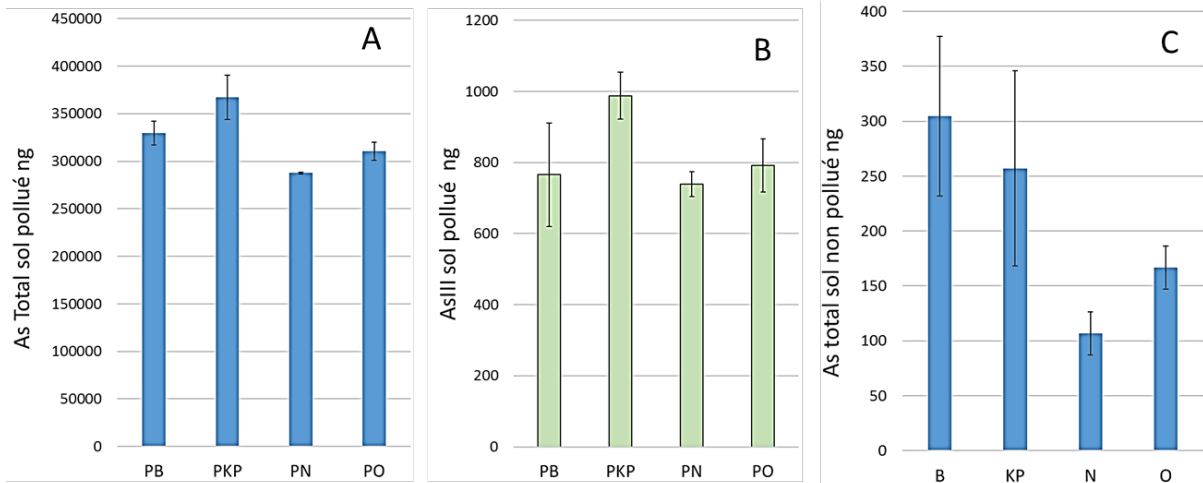 A
As Total sol pollué ng
450000
400000
350000
300000
250000
200000
150000
100000
50000
0
PB PKP PN PO
B
AsIII sol pollué ng
1200
1000
800
600
400
200
0
PB PKP PN PO
C
As total sol non pollué ng
400
350
300
250
200
150
100
50
0
B KP N O